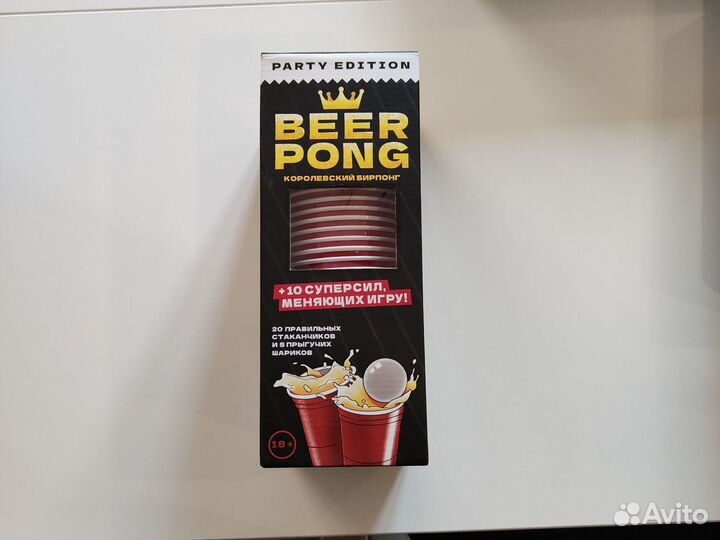 PARTY EDITION
BEER
PONG
КОРОЛЕВСКИЙ БИРПОНГ
+10 СУПЕРСИЛ,
МЕНЯЮЩИХ ИГРУ!
20 ПРАВИЛЬНЫХ
СТАКАНЧИКОВ
И 5 ПРЫГУЧИХ
ШАРИКОВ
18+
Avito